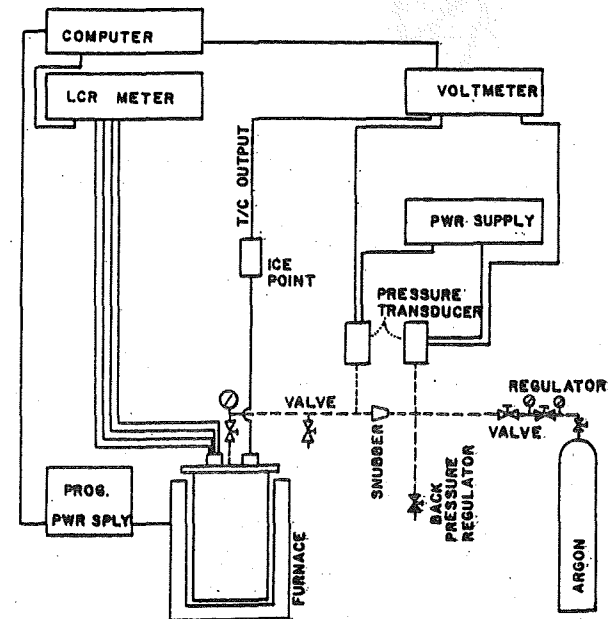 COMPUTER
LCR METER
VOLTMETER
T/C OUTPUT
PWR SUPPLY
ICE
POINT
PRESSURE
TRANSDUCER
REGULATOR
VALVE
VALVE
SNUBBER
BACK
PRESSURE
REGULATOR
PROG.
PWR SPLY
FURNACE
ARGON